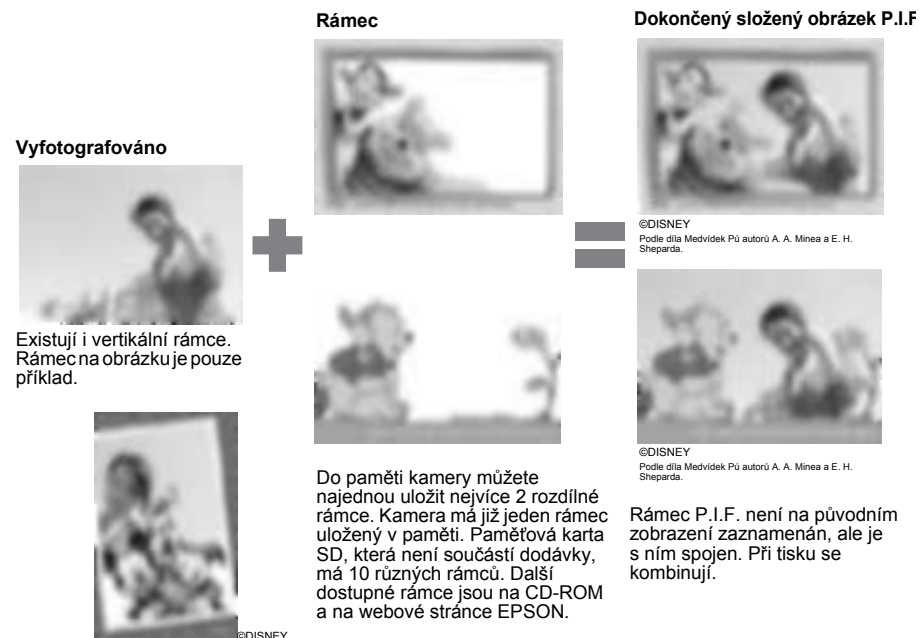 Rámec
Dokončený složený obrázek P.I.F
Vyfotografováno
©DISNEY
Podle díla Medvídek Pú autorů A. A. Minea a E. H.
Sheparda.
Existují i vertikální rámce.
Rámec na obrázku je pouze
příklad.
©DISNEY
Podle díla Medvídek Pú autorů A. A. Minea a E. H.
Sheparda.
Do paměti kamery můžete
najednou uložit nejvíce 2 rozdílné
rámce. Kamera má již jeden rámec
uložený v paměti. Paměťová karta
SD, která není součástí dodávky,
má 10 různých rámců. Další
dostupné rámce jsou na CD-ROM
a na webové stránce EPSON.
Rámec P.I.F. není na původním
zobrazení zaznamenán, ale je
s ním spojen. Při tisku se
kombinují.
©DISNEY